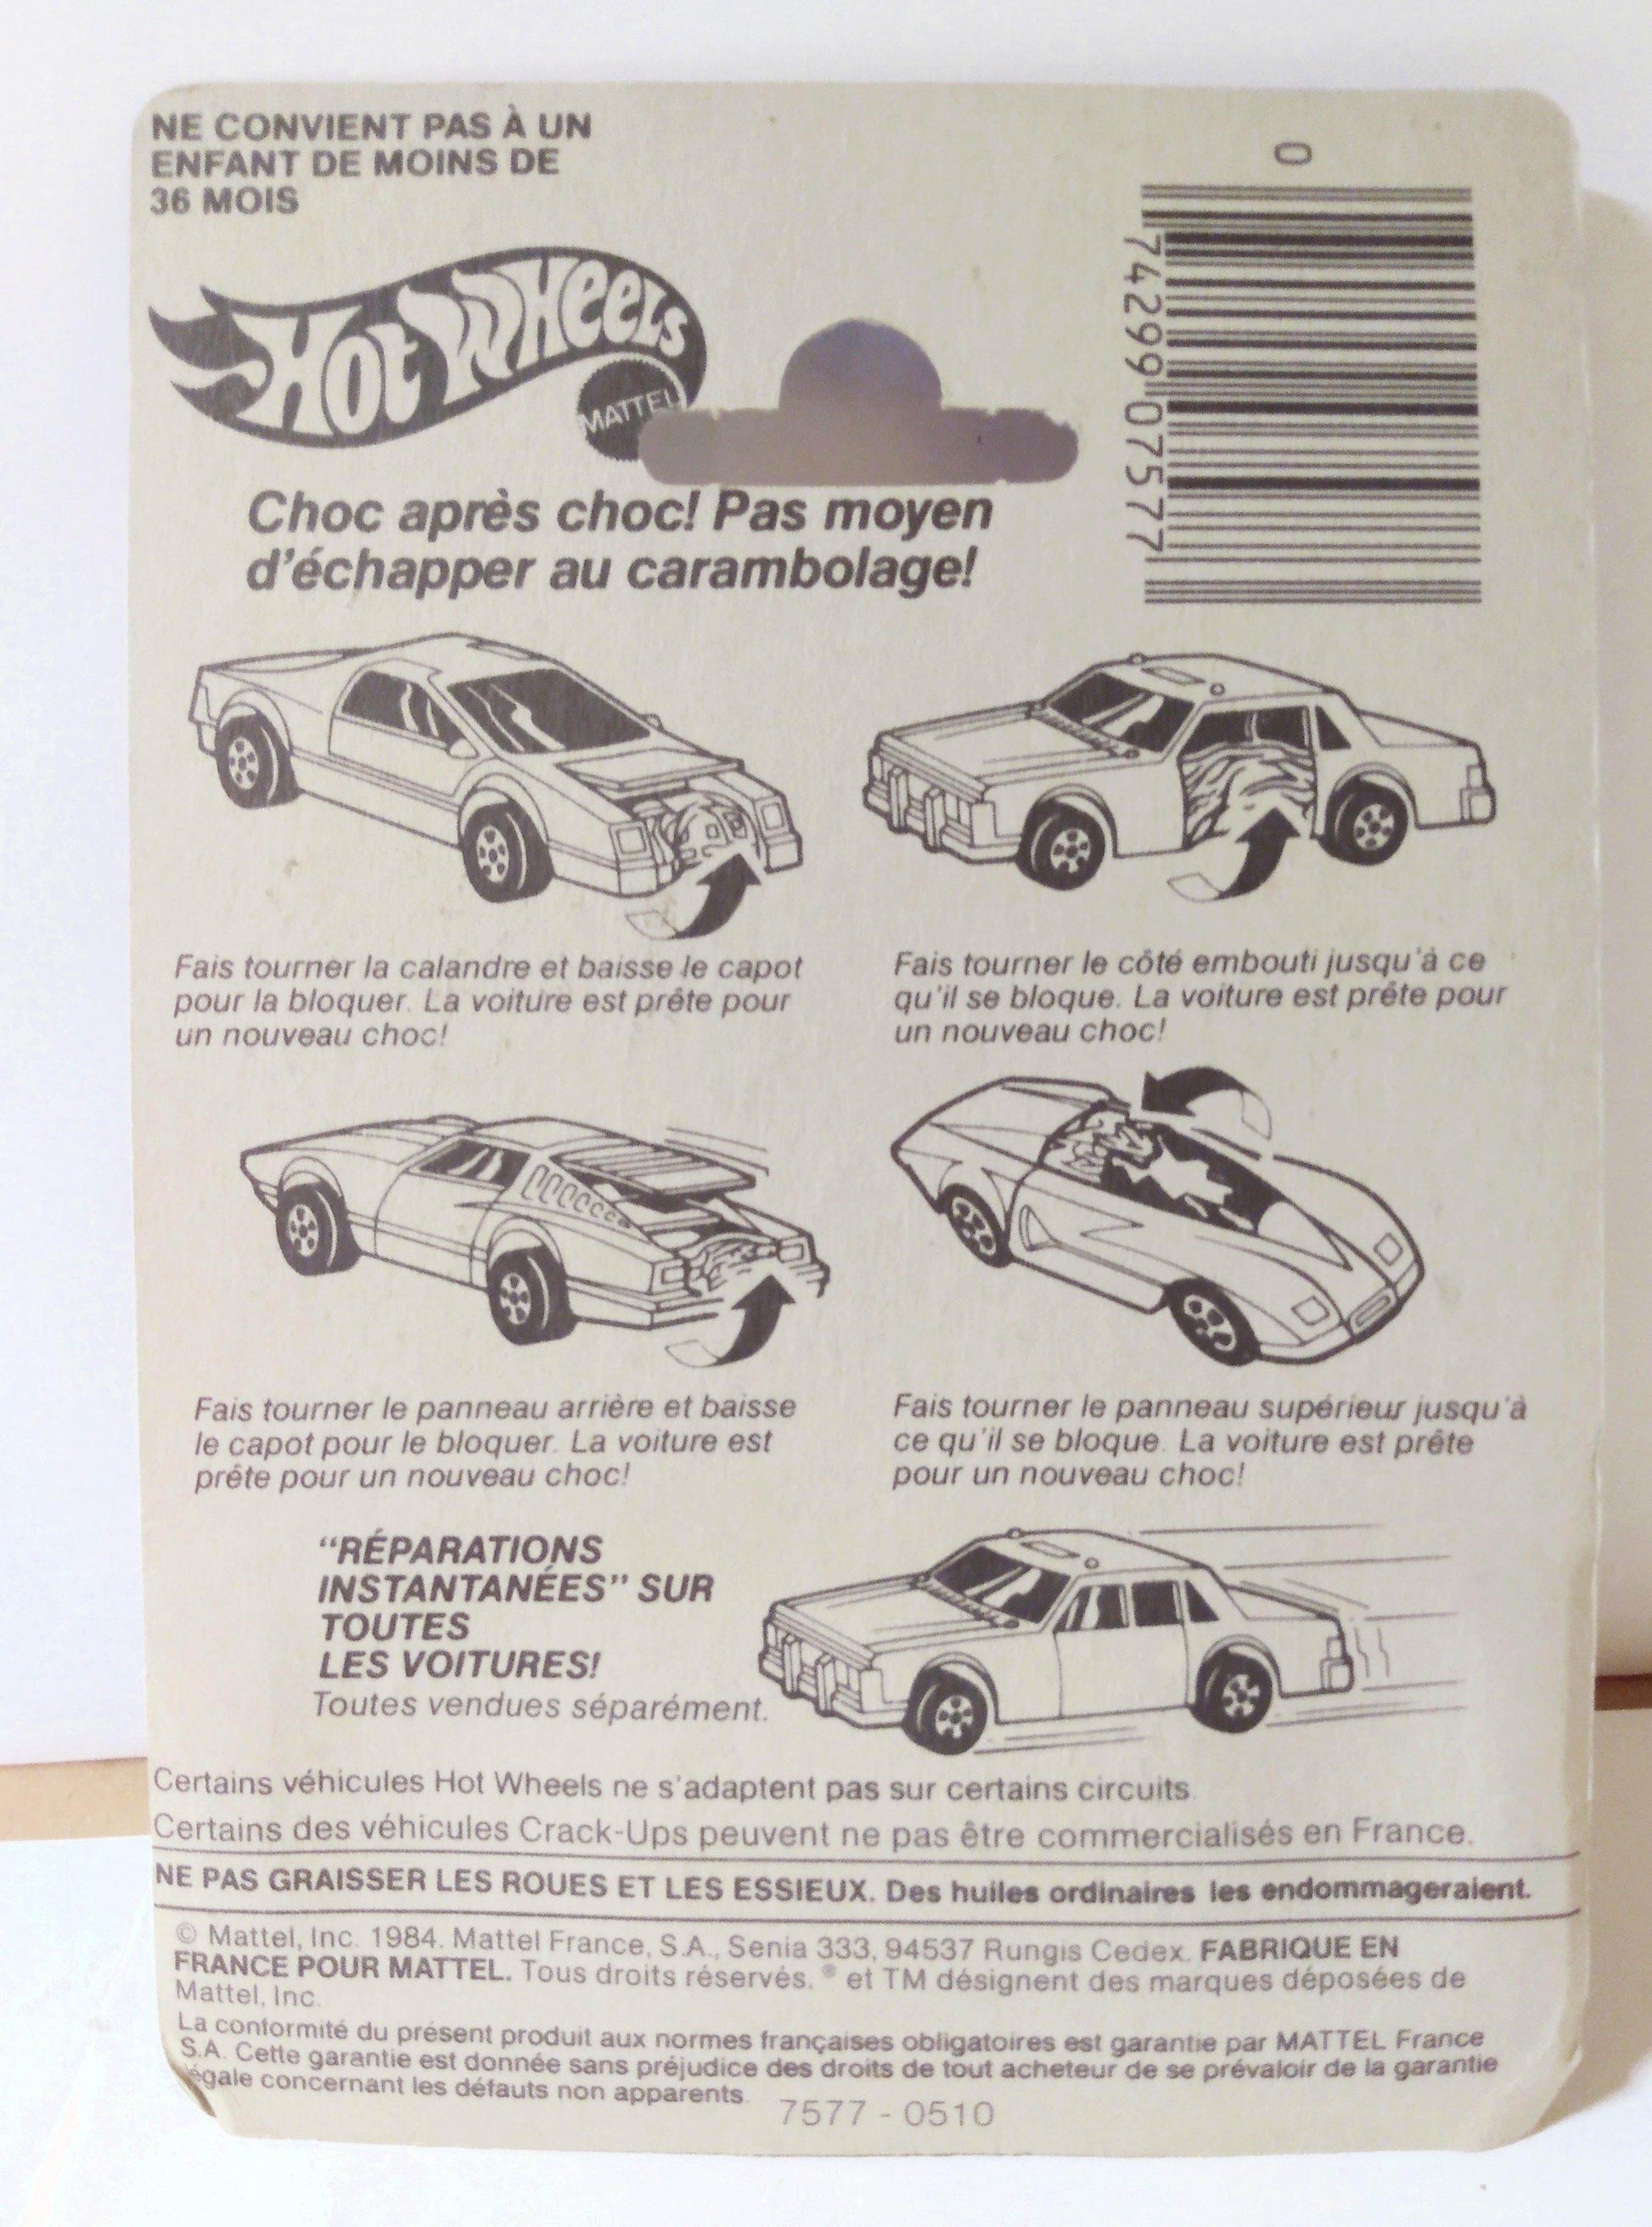 NE CONVIENT PAS À UN
ENFANT DE MOINS DE
36 MOIS
0
74299 07577
Hot Wheels
MATTEL
Choc après choc! Pas moyen
d'échapper au carambolage!
Fais tourner la calandre et baisse le capot
pour la bloquer. La voiture est prête pour
un nouveau choc!
Fais tourner le côté embouti jusqu'à ce
qu'il se bloque. La voiture est prête pour
un nouveau choc!
Fais tourner le panneau arrière et baisse
le capot pour le bloquer. La voiture est
prête pour un nouveau choc!
Fais tourner le panneau supérieur jusqu'à
ce qu'il se bloque. La voiture est prête
pour un nouveau choc!
"RÉPARATIONS
INSTANTANÉES" SUR
TOUTES
LES VOITURES!
Toutes vendues séparément.
Certains véhicules Hot Wheels ne s'adaptent pas sur certains circuits.
Certains des véhicules Crack-Ups peuvent ne pas être commercialisés en France.
NE PAS GRAISSER LES ROUES ET LES ESSIEUX. Des huiles ordinaires les endommageraient.
© Mattel, Inc. 1984. Mattel France, S.A., Senia 333, 94537 Rungis Cedex. FABRIQUE EN
FRANCE POUR MATTEL. Tous droits réservés. ® et TM désignent des marques déposées de
Mattel, Inc.
La conformité du présent produit aux normes françaises obligatoires est garantie par MATTEL France
S.A. Cette garantie est donnée sans préjudice des droits de tout acheteur de se prévaloir de la garantie
légale concernant les défauts non apparents.
7577 - 0510